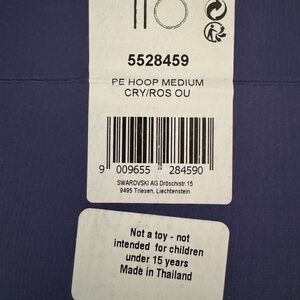 5528459
PE HOOP MEDIUM
CRY/ROS OU
9 009655 284590
SWAROVSKI AG Dröschistr. 15
9495 Triesen, Liechtenstein
Not a toy - not
intended for children
under 15 years
Made in Thailand